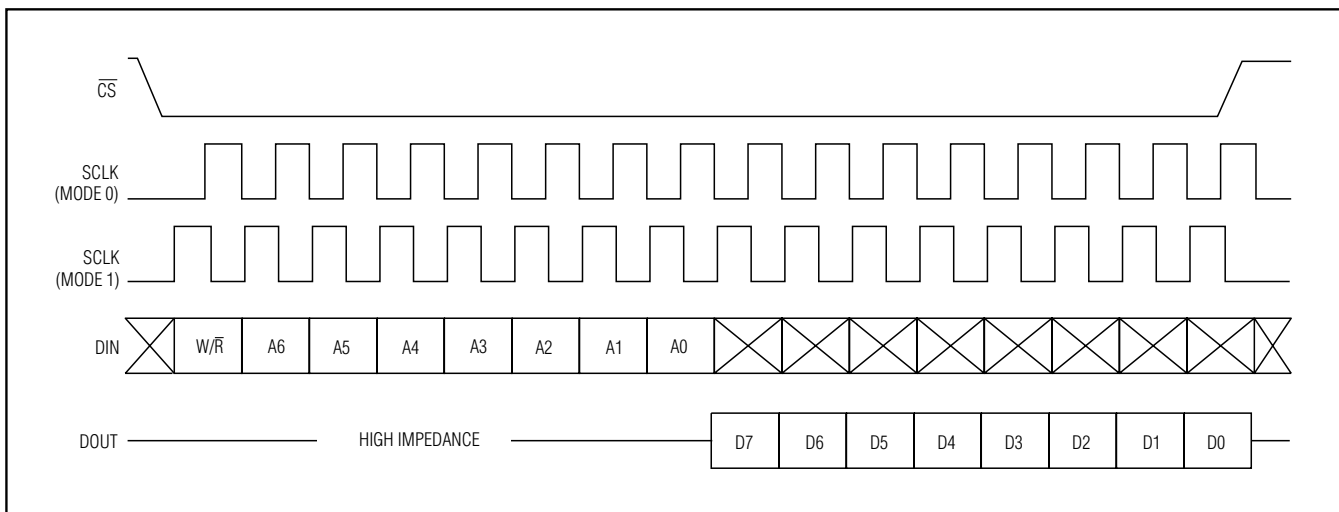 C̅S̅
SCLK
(MODE 0)
SCLK
(MODE 1)
DIN W/R̅ A6 A5 A4 A3 A2 A1 A0
DOUT HIGH IMPEDANCE D7 D6 D5 D4 D3 D2 D1 D0